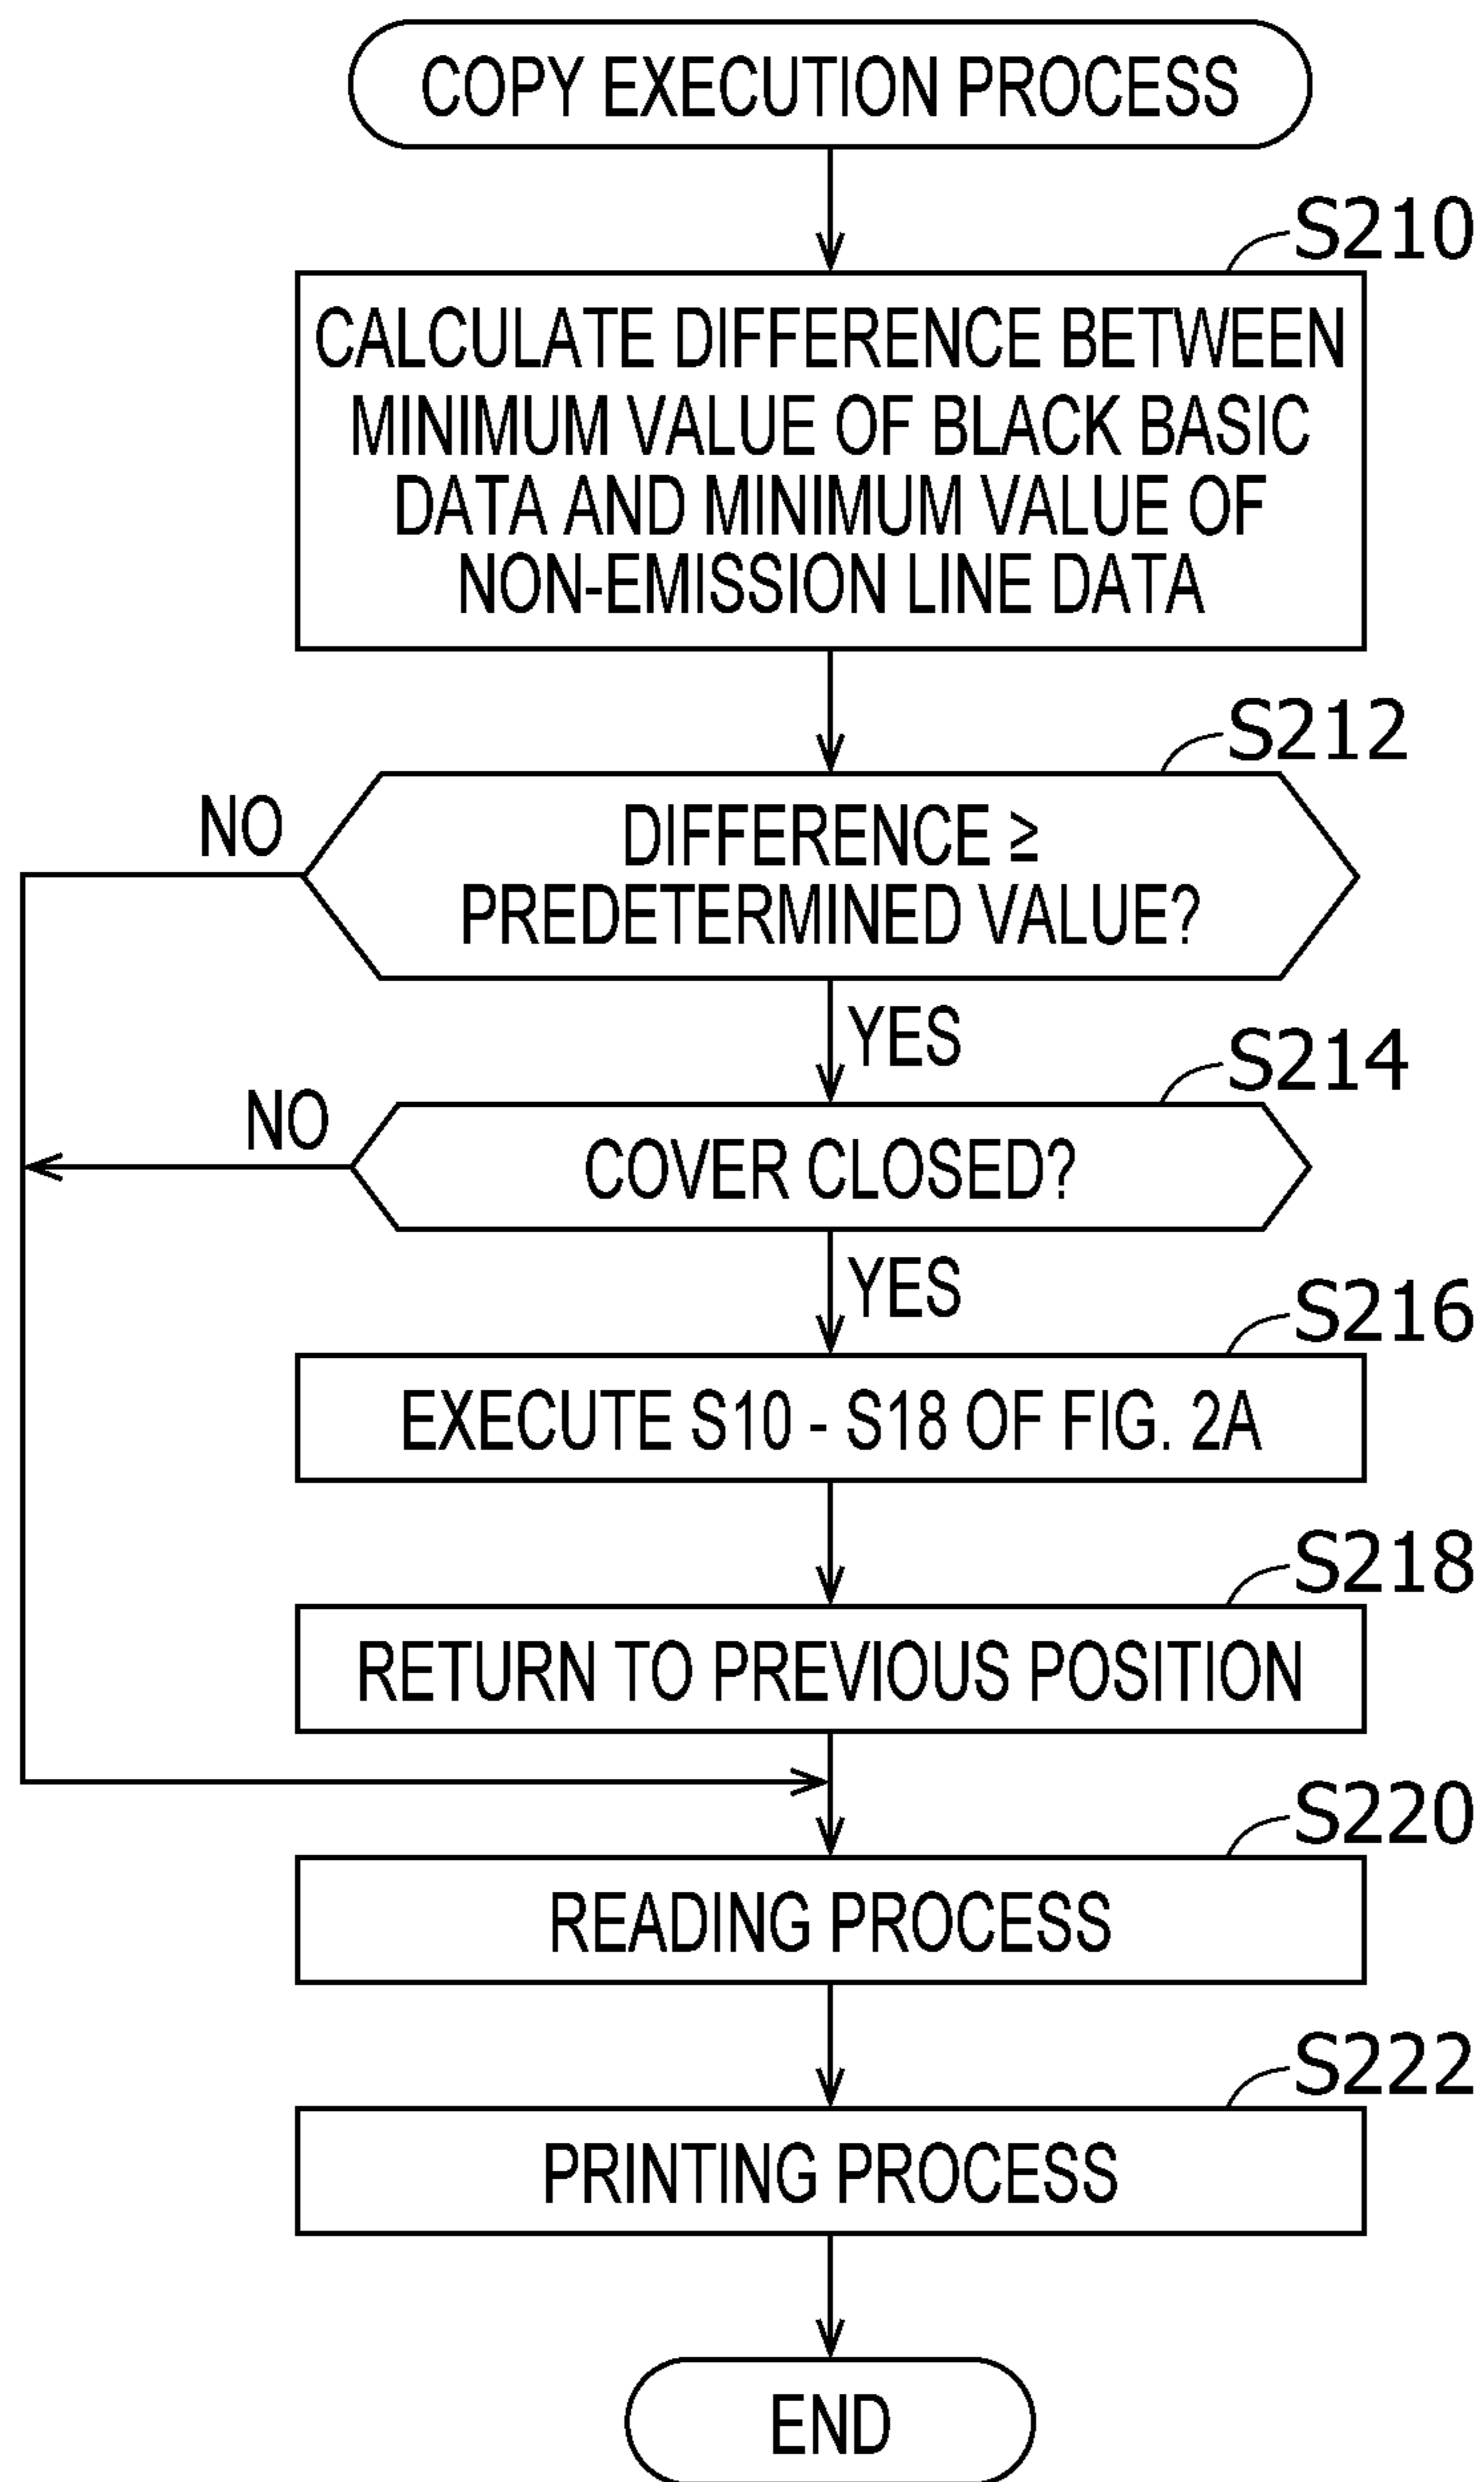 COPY EXECUTION PROCESS
S210
CALCULATE DIFFERENCE BETWEEN
MINIMUM VALUE OF BLACK BASIC
DATA AND MINIMUM VALUE OF
NON-EMISSION LINE DATA
S212
NO
DIFFERENCE ≥
PREDETERMINED VALUE?
YES
S214
NO
COVER CLOSED?
YES
S216
EXECUTE S10 - S18 OF FIG. 2A
S218
RETURN TO PREVIOUS POSITION
S220
READING PROCESS
S222
PRINTING PROCESS
END